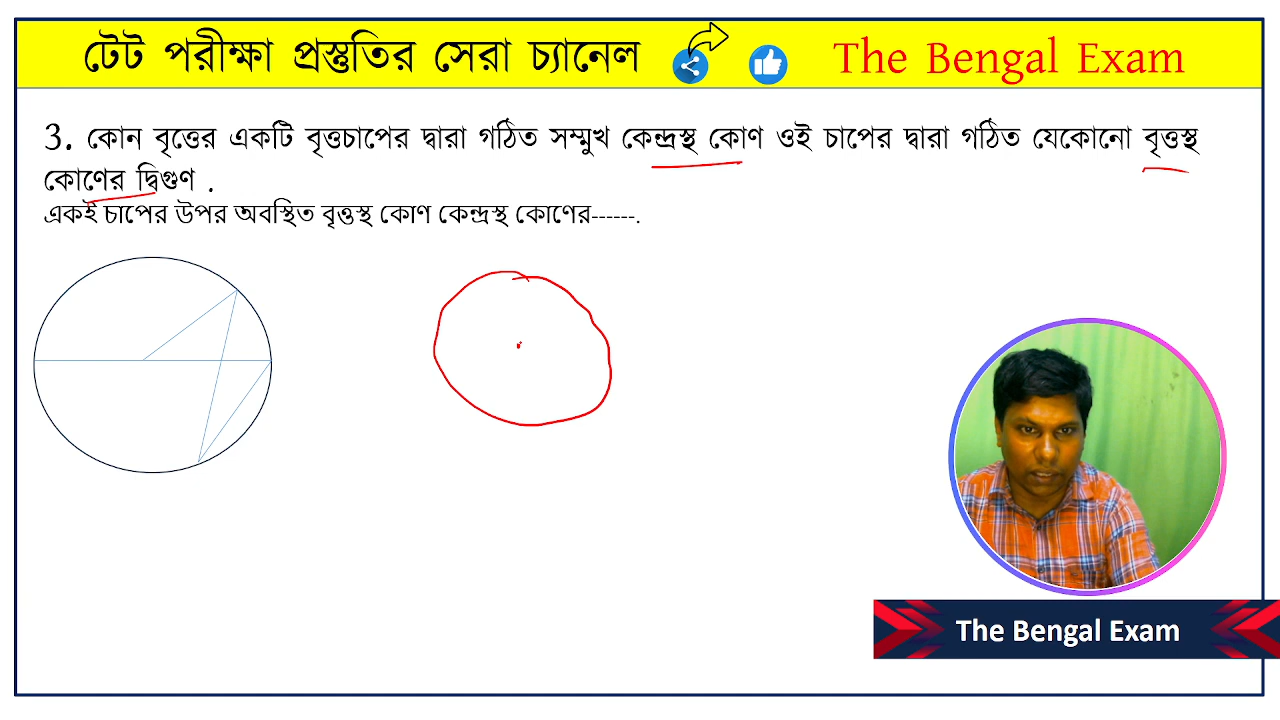 টেট পরীক্ষা প্রস্তুতির সেরা চ্যানেল The Bengal Exam
3. কোন বৃত্তের একটি বৃত্তচাপের দ্বারা গঠিত সম্মুখ কেন্দ্রস্থ কোণ ওই চাপের দ্বারা গঠিত যেকোনো বৃত্তস্থ
কোণের দ্বিগুণ .
একই চাপের উপর অবস্থিত বৃত্তস্থ কোণ কেন্দ্রস্থ কোণের------.
The Bengal Exam